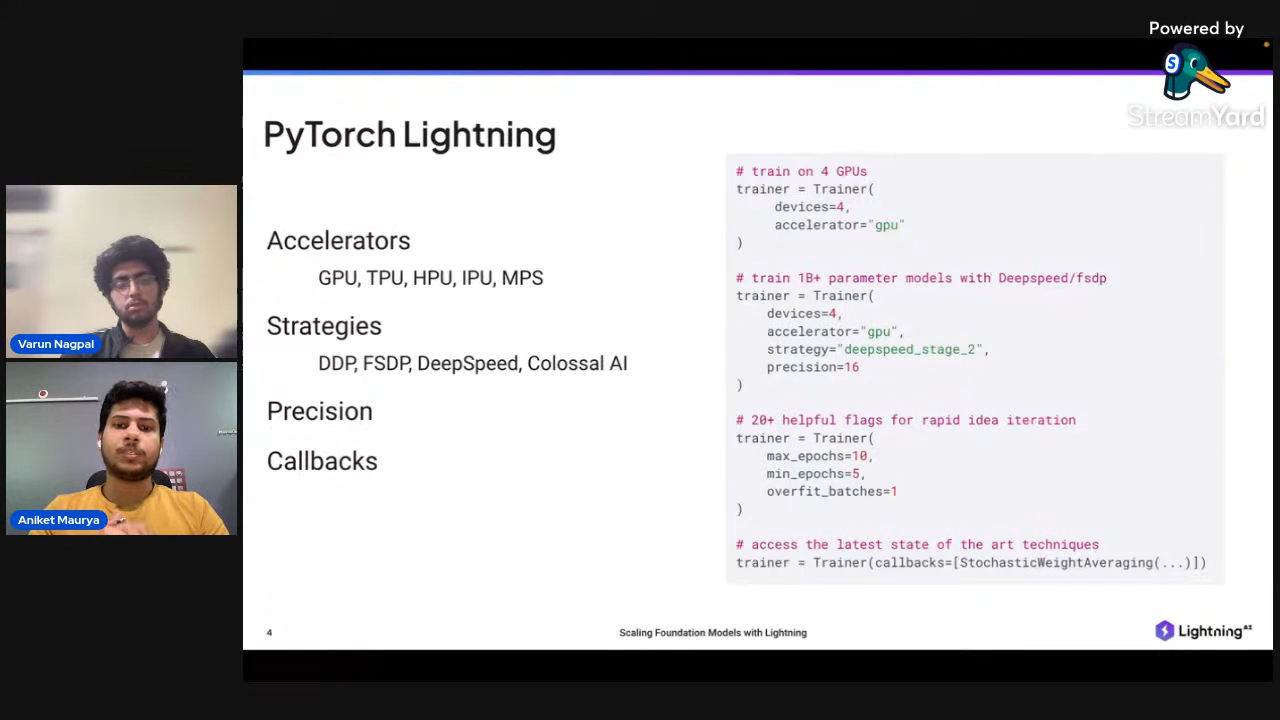 Powered by
S
StreamYard
PyTorch Lightning
Accelerators
GPU, TPU, HPU, IPU, MPS
Strategies
DDP, FSDP, DeepSpeed, Colossal AI
Precision
Callbacks
# train on 4 GPUs
trainer = Trainer(
devices=4,
accelerator="gpu"
)
# train 1B+ parameter models with Deepspeed/fsdp
trainer = Trainer(
devices=4,
accelerator="gpu",
strategy="deepspeed_stage_2",
precision=16
)
# 20+ helpful flags for rapid idea iteration
trainer = Trainer(
max_epochs=10,
min_epochs=5,
overfit_batches=1
)
# access the latest state of the art techniques
trainer = Trainer(callbacks=[StochasticWeightAveraging(...)])
Varun Nagpal
Aniket Maurya
4
Scaling Foundation Models with Lightning
Lightning AI